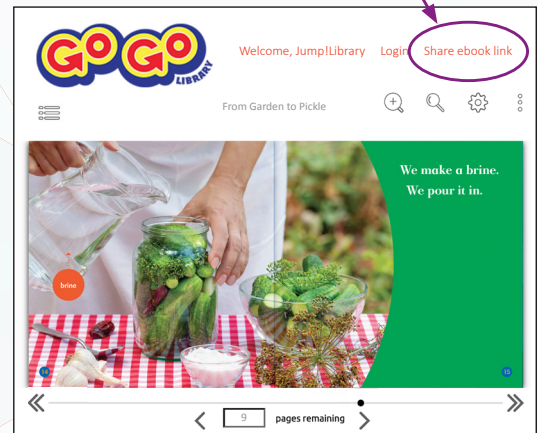 GO GO
LIBRARY
Welcome, Jump!Library Login Share ebook link
From Garden to Pickle
We make a brine.
We pour it in.
brine
14
15
9 pages remaining